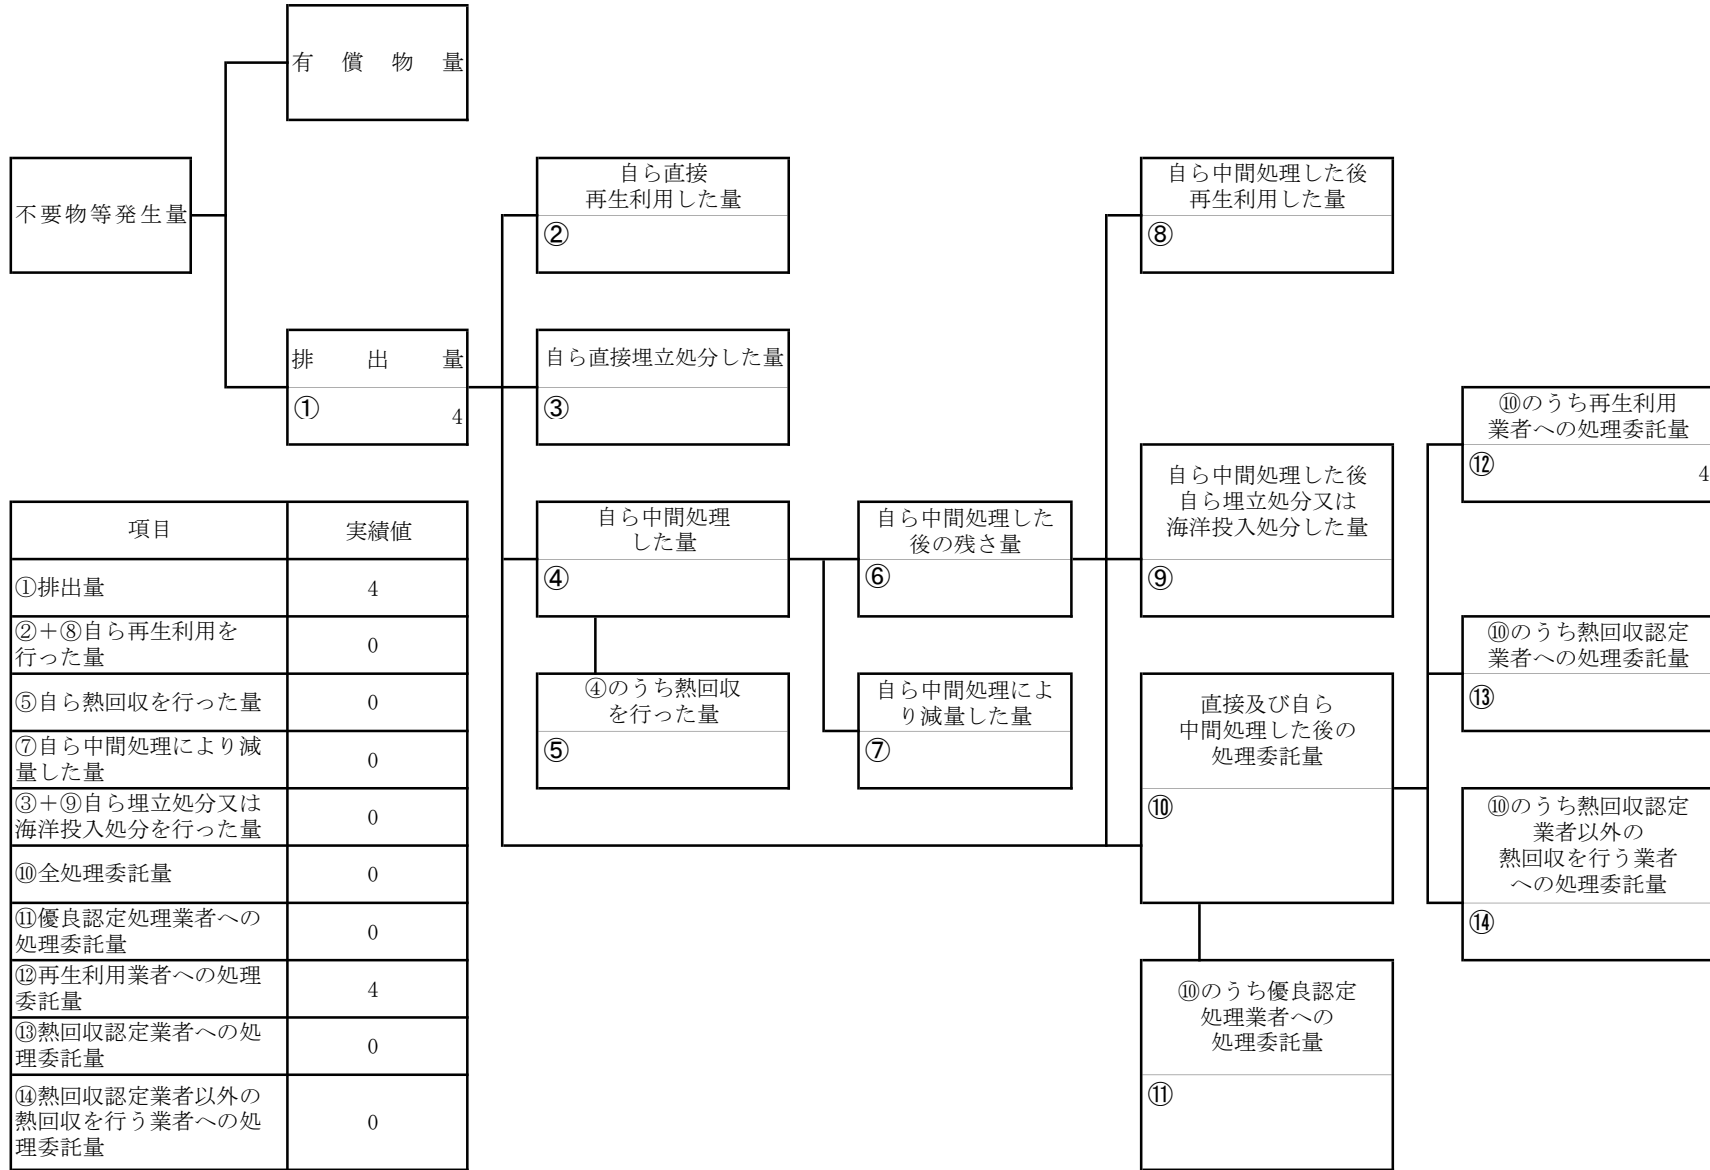 有償物量
不要物等発生量
排出量
①
4
自ら直接
再生利用した量
②
自ら直接埋立処分した量
③
自ら中間処理
した量
④
④のうち熱回収
を行った量
⑤
自ら中間処理した
後の残さ量
⑥
自ら中間処理によ
り減量した量
⑦
自ら中間処理した後
再生利用した量
⑧
自ら中間処理した後
自ら埋立処分又は
海洋投入処分した量
⑨
直接及び自ら
中間処理した後の
処理委託量
⑩
⑩のうち優良認定
処理業者への
処理委託量
⑪
⑩のうち再生利用
業者への処理委託量
⑫
4
⑩のうち熱回収認定
業者への処理委託量
⑬
⑩のうち熱回収認定
業者以外の
熱回収を行う業者
への処理委託量
⑭
項目 実績値
①排出量 4
②+⑧自ら再生利用を
行った量 0
⑤自ら熱回収を行った量 0
⑦自ら中間処理により減
量した量 0
③+⑨自ら埋立処分又は
海洋投入処分を行った量 0
⑩全処理委託量 0
⑪優良認定処理業者への
処理委託量 0
⑫再生利用業者への処理
委託量 4
⑬熱回収認定業者への処
理委託量 0
⑭熱回収認定業者以外の
熱回収を行う業者への処
理委託量 0